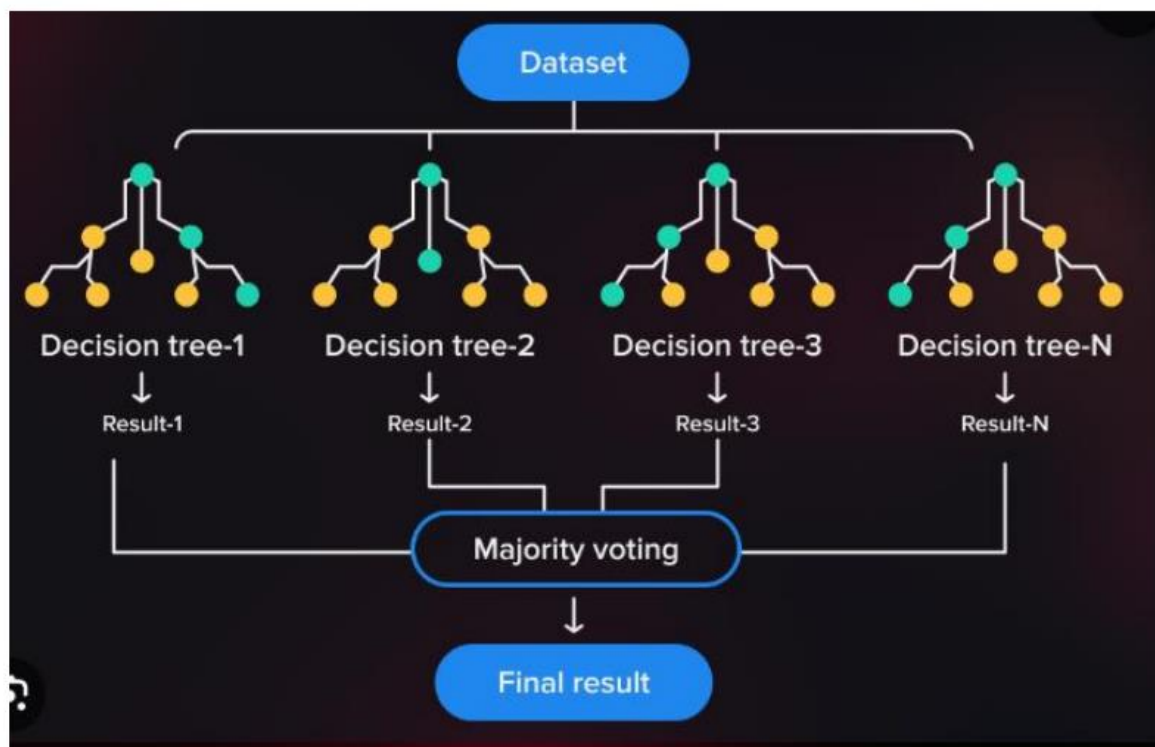 Dataset
Decision tree-1
Decision tree-2
Decision tree-3
Decision tree-N
Result-1
Result-2
Result-3
Result-N
Majority voting
Final result